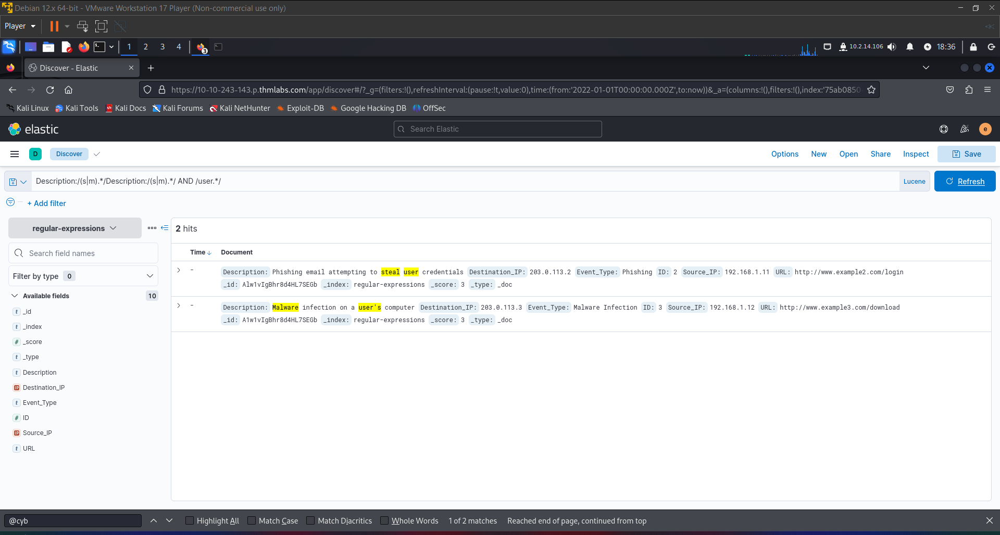 Debian 12.x 64-bit - VMware Workstation 17 Player (Non-commercial use only)
Player
1 2 3 4 3 10.2.14.106 18:36
Discover - Elastic
https://10-10-243-143.p.thmlabs.com/app/discover#/?_g=(filters:!(),refreshInterval:(pause:!t,value:0),time:(from:'2022-01-01T00:00:00.000Z',to:now))&_a=(columns:!(),filters:!(),index:'75ab0850-
Kali Linux Kali Tools Kali Docs Kali Forums Kali NetHunter Exploit-DB Google Hacking DB OffSec
elastic Search Elastic e
D Discover Options New Open Share Inspect Save
Description:/(s|m).*/Description:/(s|m).*/ AND /user.*/ Lucene Refresh
+ Add filter
regular-expressions
Search field names
Filter by type 0
Available fields 10
t _id
t _index
# _score
t _type
t Description
IP Destination_IP
t Event_Type
# ID
IP Source_IP
t URL
2 hits
Time Document
- Description: Phishing email attempting to steal user credentials Destination_IP: 203.0.113.2 Event_Type: Phishing ID: 2 Source_IP: 192.168.1.11 URL: http://www.example2.com/login
_id: Alw1vIgBhr8d4HL7SEGb _index: regular-expressions _score: 3 _type: _doc
- Description: Malware infection on a user's computer Destination_IP: 203.0.113.3 Event_Type: Malware Infection ID: 3 Source_IP: 192.168.1.12 URL: http://www.example3.com/download
_id: A1w1vIgBhr8d4HL7SEGb _index: regular-expressions _score: 3 _type: _doc
@cyb Highlight All Match Case Match Diacritics Whole Words 1 of 2 matches Reached end of page, continued from top